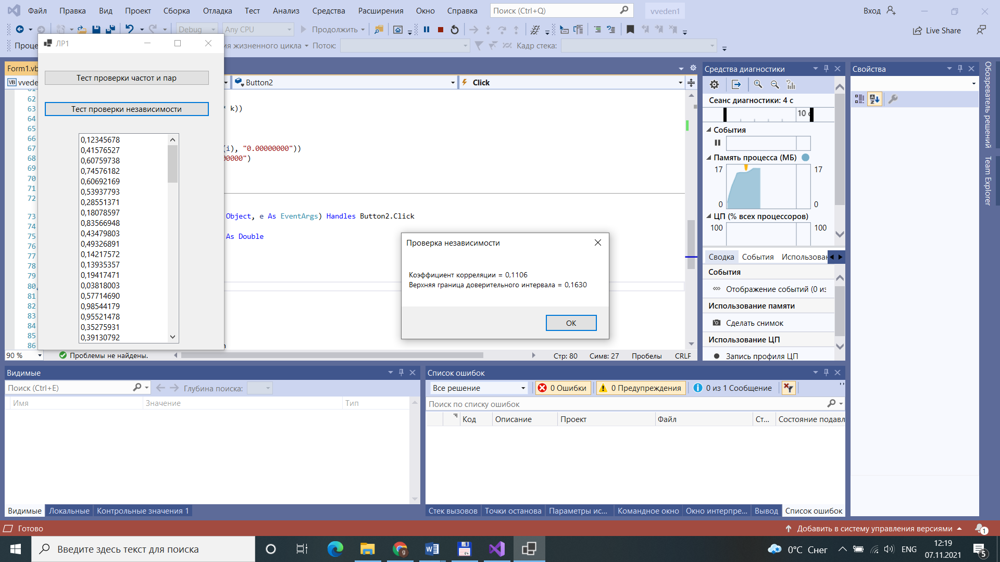 Файл Правка Вид Проект Сборка Отладка Тест Анализ Средства Расширения Окно Справка Поиск (Ctrl+Q) vveden1 Вход
Debug Any CPU Продолжить Live Share
Проце я жизненного цикла Поток: Кадр стека:
ЛР1
Тест проверки частот и пар
Тест проверки независимости
0,12345678
0,41576527
0,60759738
0,74576182
0,60692169
0,53937793
0,28551371
0,18078597
0,83566948
0,43479803
0,49326891
0,14217572
0,13935357
0,19417471
0,03818003
0,57714690
0,98544179
0,95521478
0,35275931
0,39130792
Form1.vb
VB vvede Button2 Click
61
62
63 * k))
64
65
66
67 (i), "0.00000000"))
68 00000")
69
70
71
72
73 Object, e As EventArgs) Handles Button2.Click
74
75 As Double
76
77
78
79
80
81
82
83
84
85
86
90 % Проблемы не найдены. Стр: 80 Симв: 27 Пробелы CRLF
Проверка независимости
Коэффициент корреляции = 0,1106
Верхняя граница доверительного интервала = 0,1630
OK
Средства диагностики
Сеанс диагностики: 4 с
10 с
События
Память процесса (МБ)
17 17
0 0
ЦП (% всех процессоров)
100 100
Сводка События Использован
События
Отображение событий (0 из
Использование памяти
Сделать снимок
Использование ЦП
Запись профиля ЦП
Свойства
Обозреватель решений
Team Explorer
Видимые
Поиск (Ctrl+E) Глубина поиска:
Имя Значение Тип
Видимые Локальные Контрольные значения 1
Список ошибок
Все решение 0 Ошибки 0 Предупреждения 0 из 1 Сообщение
Поиск по списку ошибок
Код Описание Проект Файл Ст... Состояние подавл
Стек вызовов Точки останова Параметры ис... Командное окно Окно интерпре... Вывод Список ошибок
Готово Добавить в систему управления версиями 1
Введите здесь текст для поиска 64 0°C Снег ENG 12:19
07.11.2021 5